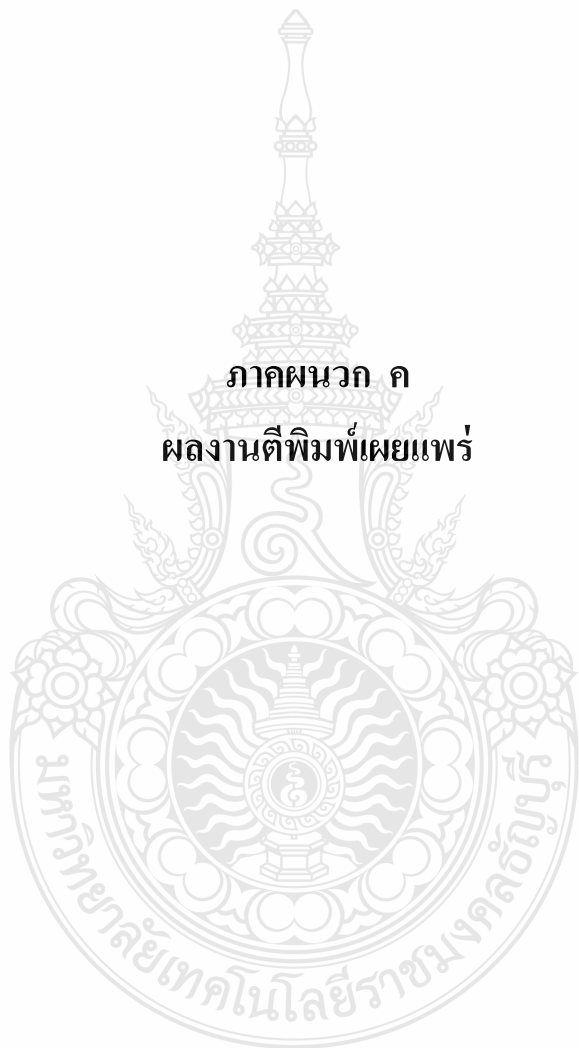 ภาคผนวก ค
ผลงานตีพิมพ์เผยแพร่
มหาวิทยาลัยเทคโนโลยีราชมงคลธัญบุรี